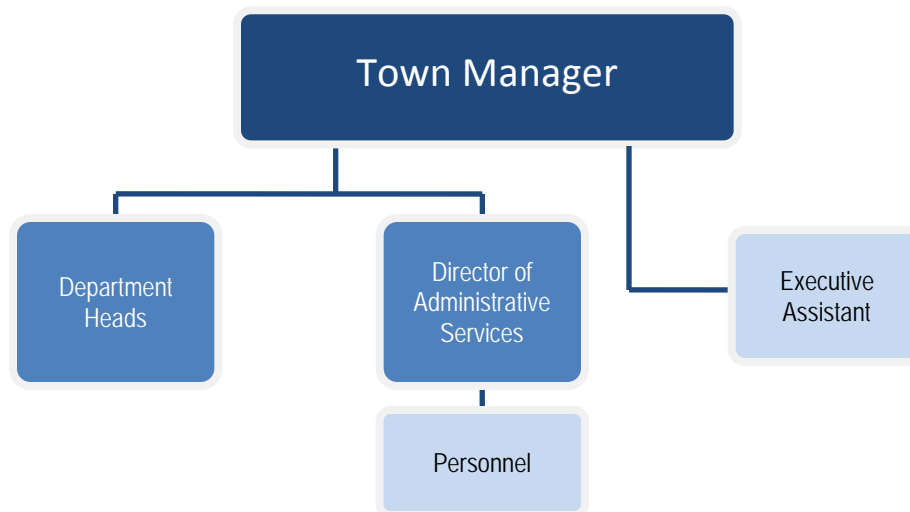 Town Manager
Department
Heads
Director of
Administrative
Services
Executive
Assistant
Personnel